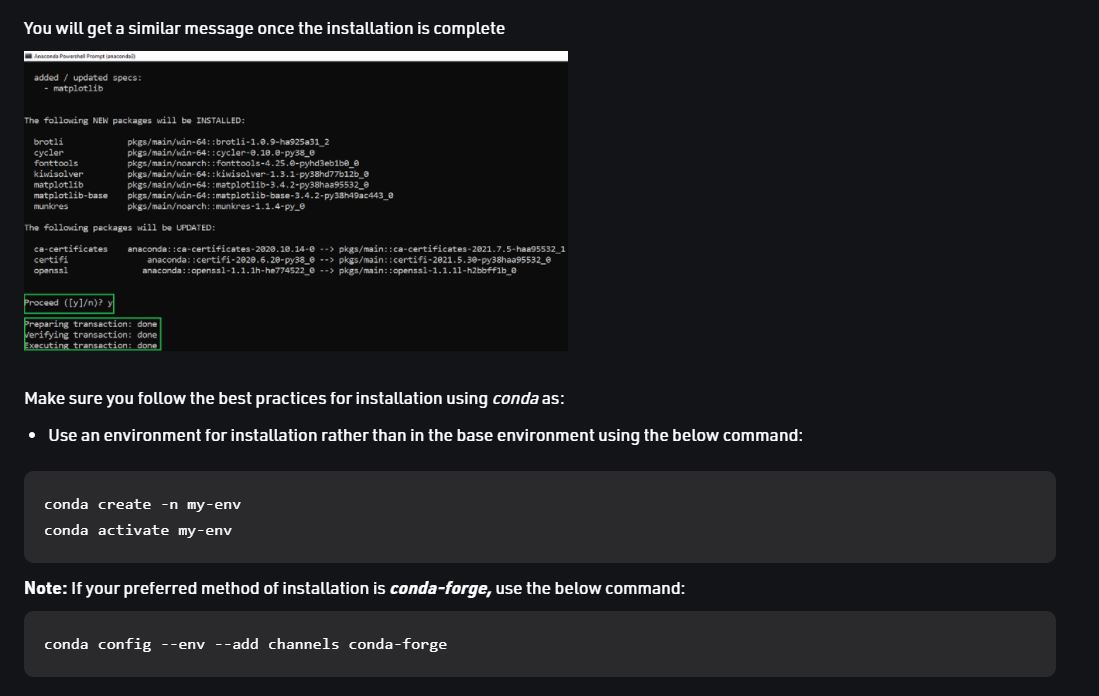 You will get a similar message once the installation is complete
Anaconda Powershell Prompt (anaconda3)
added / updated specs:
- matplotlib
The following NEW packages will be INSTALLED:
brotli pkgs/main/win-64::brotli-1.0.9-ha925a31_2
cycler pkgs/main/win-64::cycler-0.10.0-py38_0
fonttools pkgs/main/noarch::fonttools-4.25.0-pyhd3eb1b0_0
kiwisolver pkgs/main/win-64::kiwisolver-1.3.1-py38hd77b12b_0
matplotlib pkgs/main/win-64::matplotlib-3.4.2-py38haa95532_0
matplotlib-base pkgs/main/win-64::matplotlib-base-3.4.2-py38h49ac443_0
munkres pkgs/main/noarch::munkres-1.1.4-py_0
The following packages will be UPDATED:
ca-certificates anaconda::ca-certificates-2020.10.14-0 --> pkgs/main::ca-certificates-2021.7.5-haa95532_1
certifi anaconda::certifi-2020.6.20-py38_0 --> pkgs/main::certifi-2021.5.30-py38haa95532_0
openssl anaconda::openssl-1.1.1h-he774522_0 --> pkgs/main::openssl-1.1.1l-h2bbff1b_0
Proceed ([y]/n)? y
Preparing transaction: done
Verifying transaction: done
Executing transaction: done
Make sure you follow the best practices for installation using conda as:
• Use an environment for installation rather than in the base environment using the below command:
conda create -n my-env
conda activate my-env
Note: If your preferred method of installation is conda-forge, use the below command:
conda config --env --add channels conda-forge